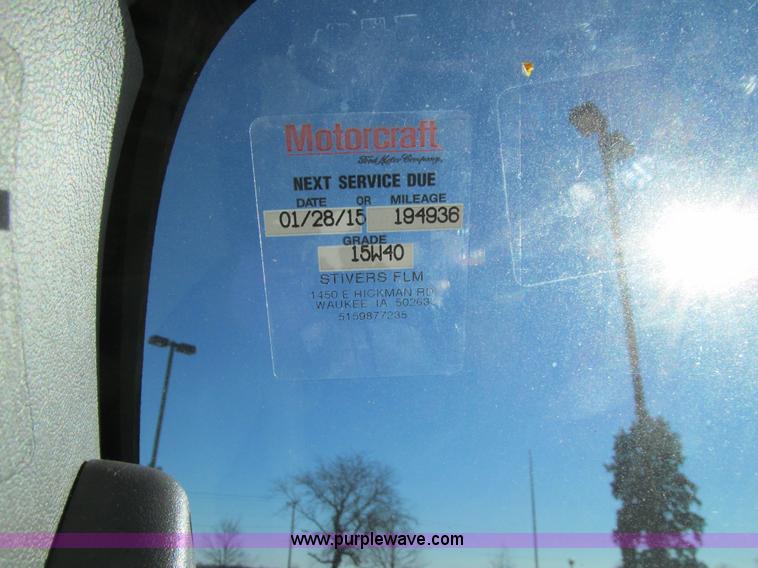 Motorcraft
Ford Motor Company
NEXT SERVICE DUE
DATE OR MILEAGE
01/28/15 194936
GRADE
15W40
STIVERS FLM
1450 E HICKMAN RD
WAUKEE IA 50263
5159877235
www.purplewave.com